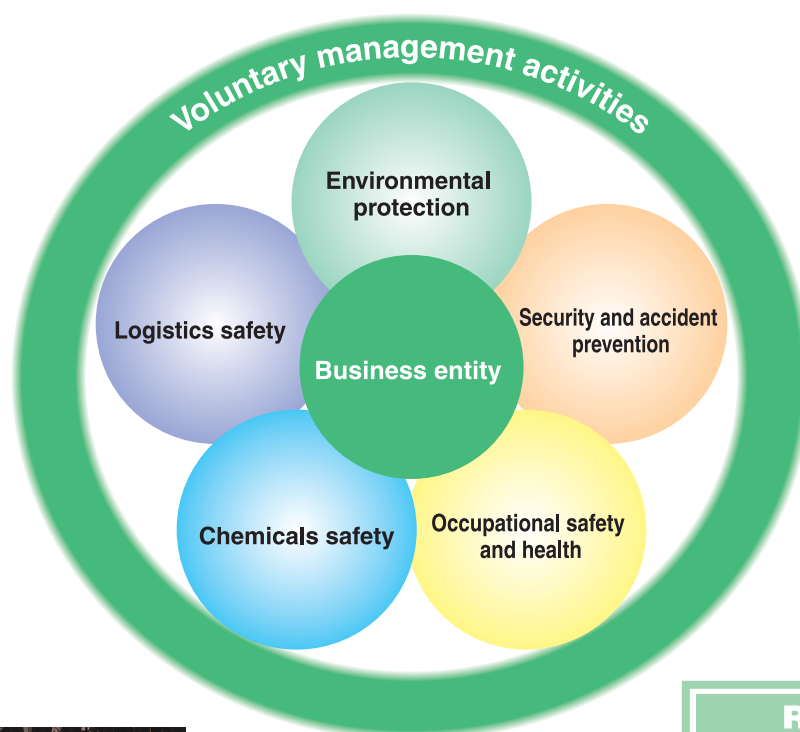 Voluntary management activities
Environmental
protection
Logistics safety
Security and accident
prevention
Business entity
Chemicals safety
Occupational safety
and health